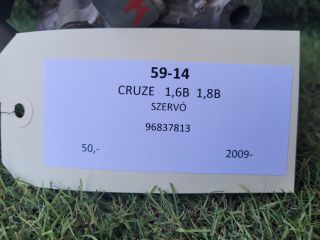 59-14
CRUZE 1,6B 1,8B
SZERVÓ
96837813
50,- 2009-